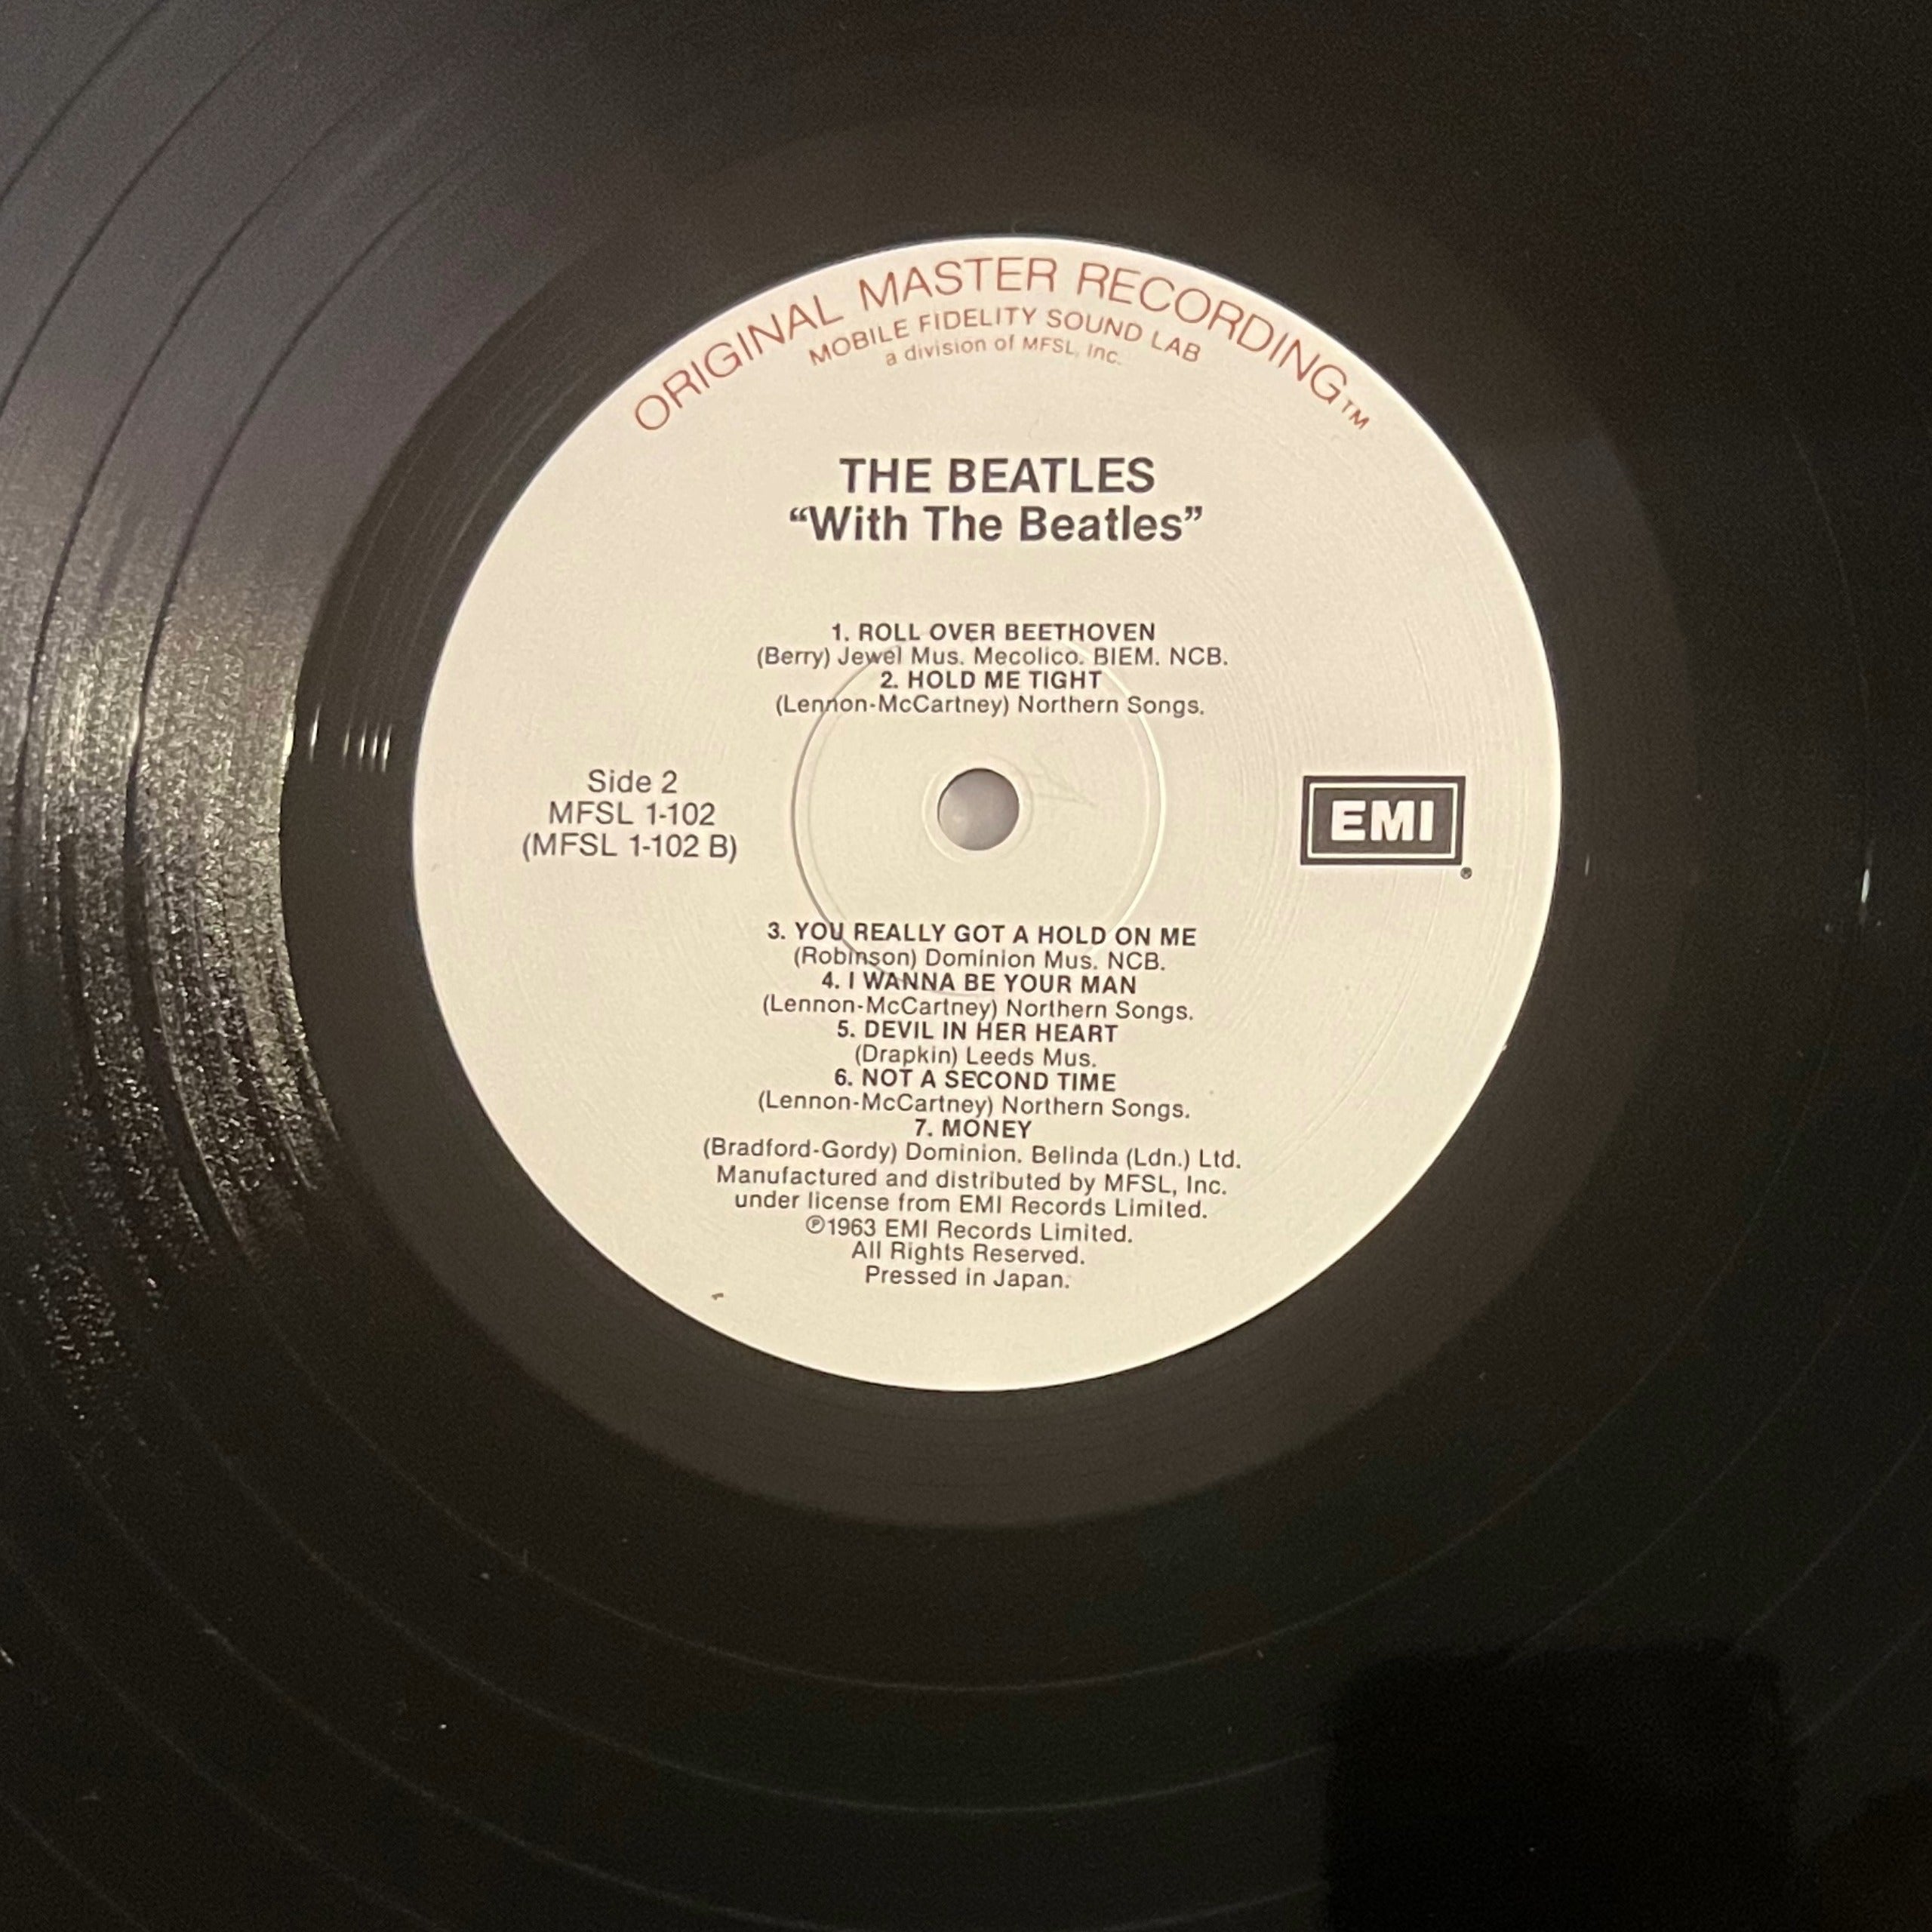 ORIGINAL MASTER RECORDING™
MOBILE FIDELITY SOUND LAB
a division of MFSL, Inc.
THE BEATLES
“With The Beatles”
1. ROLL OVER BEETHOVEN
(Berry) Jewel Mus. Mecolico. BIEM. NCB.
2. HOLD ME TIGHT
(Lennon-McCartney) Northern Songs.
Side 2
MFSL 1-102
(MFSL 1-102 B)
EMI®
3. YOU REALLY GOT A HOLD ON ME
(Robinson) Dominion Mus. NCB.
4. I WANNA BE YOUR MAN
(Lennon-McCartney) Northern Songs.
5. DEVIL IN HER HEART
(Drapkin) Leeds Mus.
6. NOT A SECOND TIME
(Lennon-McCartney) Northern Songs.
7. MONEY
(Bradford-Gordy) Dominion. Belinda (Ldn.) Ltd.
Manufactured and distributed by MFSL, Inc.
under license from EMI Records Limited.
℗1963 EMI Records Limited.
All Rights Reserved.
Pressed in Japan.